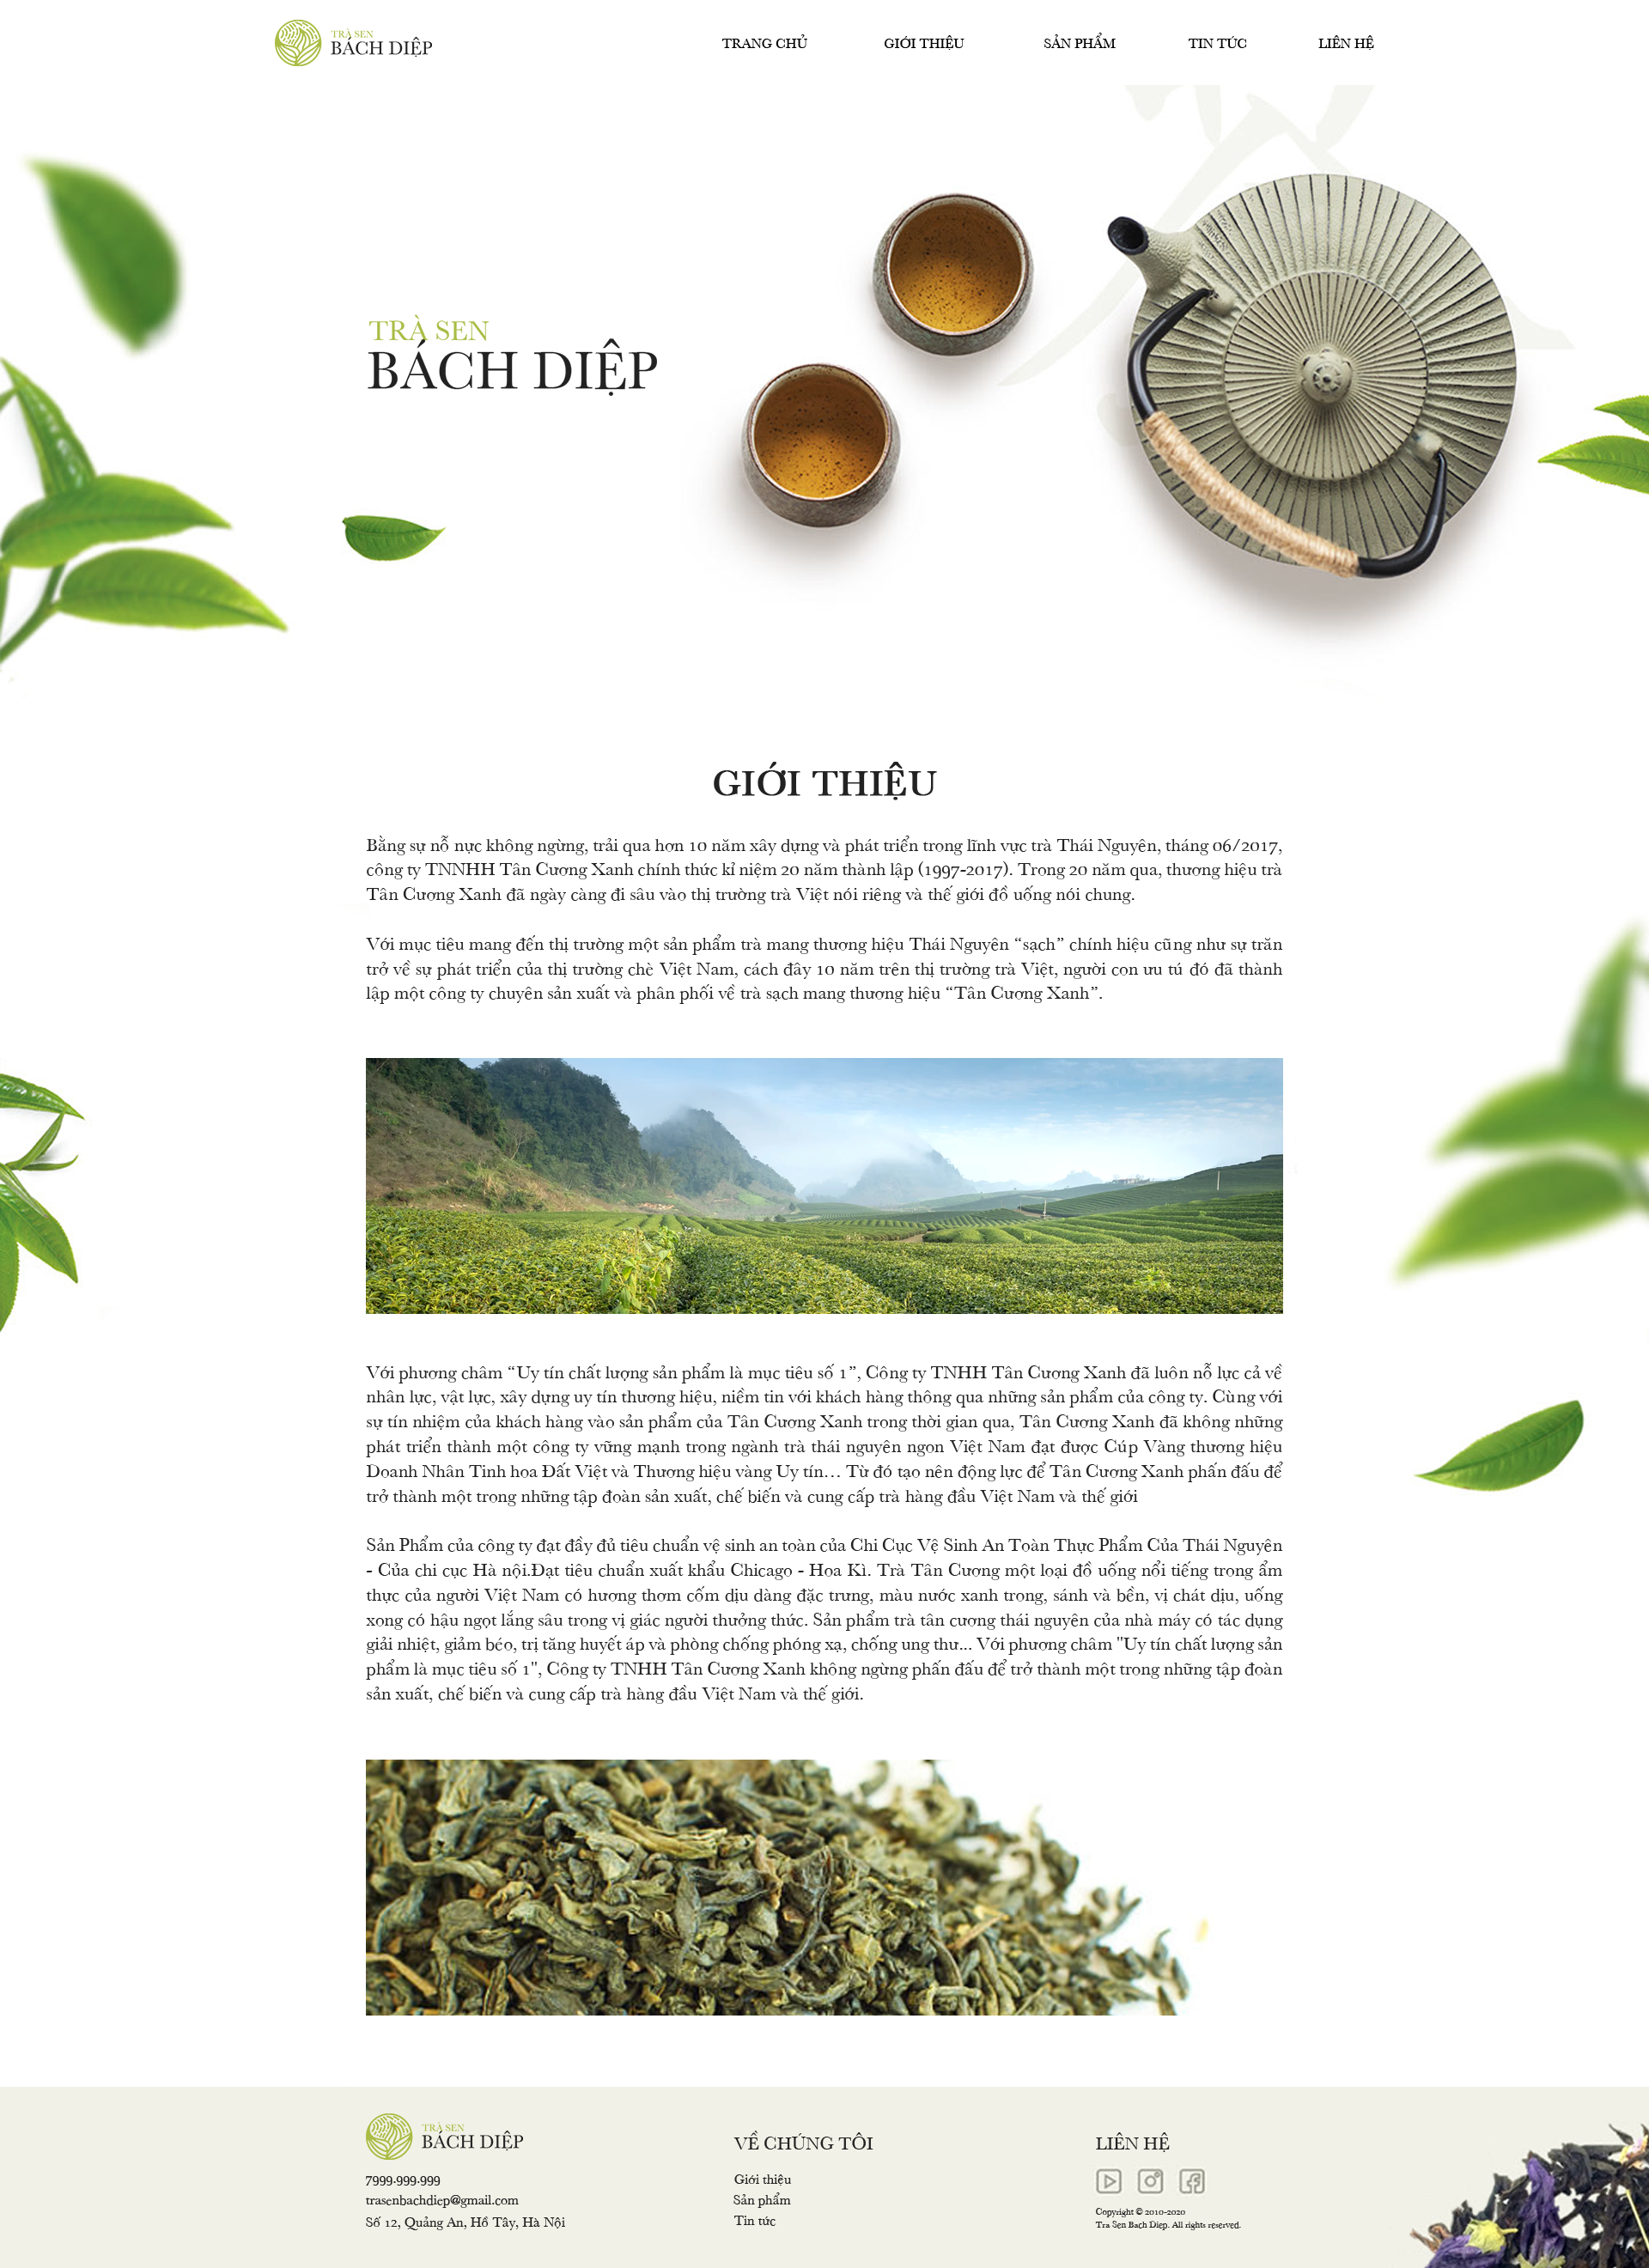 TRÀ SEN
BÁCH DIỆP
TRANG CHỦ
GIỚI THIỆU
SẢN PHẨM
TIN TỨC
LIÊN HỆ
TRÀ SEN
BÁCH DIỆP
GIỚI THIỆU
Bằng sự nỗ nực không ngừng, trải qua hơn 10 năm xây dựng và phát triển trong lĩnh vực trà Thái Nguyên, tháng 06/2017,
công ty TNNHH Tân Cương Xanh chính thức kỉ niệm 20 năm thành lập (1997-2017). Trong 20 năm qua, thương hiệu trà
Tân Cương Xanh đã ngày càng đi sâu vào thị trường trà Việt nói riêng và thế giới đồ uống nói chung.
Với mục tiêu mang đến thị trường một sản phẩm trà mang thương hiệu Thái Nguyên “sạch” chính hiệu cũng như sự trăn
trở về sự phát triển của thị trường chè Việt Nam, cách đây 10 năm trên thị trường trà Việt, người con ưu tú đó đã thành
lập một công ty chuyên sản xuất và phân phối về trà sạch mang thương hiệu “Tân Cương Xanh”.
Với phương châm “Uy tín chất lượng sản phẩm là mục tiêu số 1”, Công ty TNHH Tân Cương Xanh đã luôn nỗ lực cả về
nhân lực, vật lực, xây dựng uy tín thương hiệu, niềm tin với khách hàng thông qua những sản phẩm của công ty. Cùng với
sự tín nhiệm của khách hàng vào sản phẩm của Tân Cương Xanh trong thời gian qua, Tân Cương Xanh đã không những
phát triển thành một công ty vững mạnh trong ngành trà thái nguyên ngon Việt Nam đạt được Cúp Vàng thương hiệu
Doanh Nhân Tinh hoa Đất Việt và Thương hiệu vàng Uy tín… Từ đó tạo nên động lực để Tân Cương Xanh phấn đấu để
trở thành một trong những tập đoàn sản xuất, chế biến và cung cấp trà hàng đầu Việt Nam và thế giới
Sản Phẩm của công ty đạt đầy đủ tiêu chuẩn vệ sinh an toàn của Chi Cục Vệ Sinh An Toàn Thực Phẩm Của Thái Nguyên
- Của chi cục Hà nội.Đạt tiêu chuẩn xuất khẩu Chicago - Hoa Kì. Trà Tân Cương một loại đồ uống nổi tiếng trong ẩm
thực của người Việt Nam có hương thơm cốm dịu dàng đặc trưng, màu nước xanh trong, sánh và bền, vị chát dịu, uống
xong có hậu ngọt lắng sâu trong vị giác người thưởng thức. Sản phẩm trà tân cương thái nguyên của nhà máy có tác dụng
giải nhiệt, giảm béo, trị tăng huyết áp và phòng chống phóng xạ, chống ung thư... Với phương châm "Uy tín chất lượng sản
phẩm là mục tiêu số 1", Công ty TNHH Tân Cương Xanh không ngừng phấn đấu để trở thành một trong những tập đoàn
sản xuất, chế biến và cung cấp trà hàng đầu Việt Nam và thế giới.
TRÀ SEN
BÁCH DIỆP
7999.999.999
trasenbachdiep@gmail.com
Số 12, Quảng An, Hồ Tây, Hà Nội
VỀ CHÚNG TÔI
Giới thiệu
Sản phẩm
Tin tức
LIÊN HỆ
Copyright © 2010-2020
Tra Sen Bach Diep. All rights reserved.